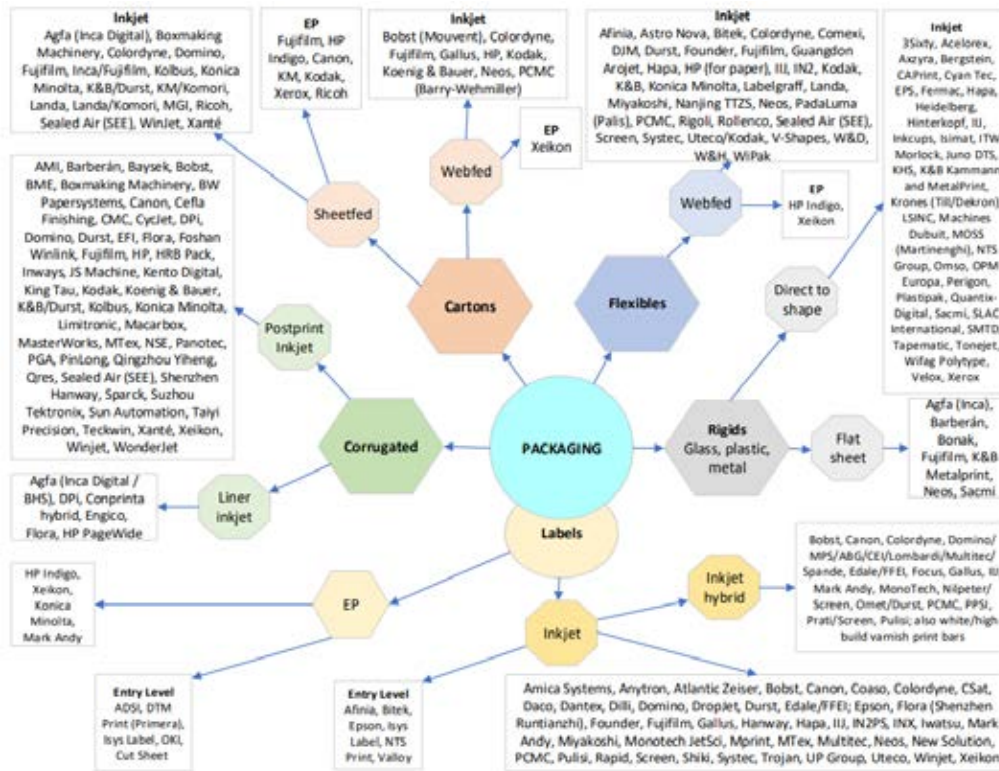 Inkjet
Agfa (Inca Digital), Boxmaking
Machinery, Colordyne, Domino,
Fujifilm, Inca/Fujifilm, Kolbus, Konica
Minolta, K&B/Durst, KM/Komori,
Landa, Landa/Komori, MGI, Ricoh,
Sealed Air (SEE), WinJet, Xanté
EP
Fujifilm, HP
Indigo, Canon,
KM, Kodak,
Xerox, Ricoh
Inkjet
Bobst (Mouvent), Colordyne,
Fujifilm, Gallus, HP, Kodak,
Koenig & Bauer, Neos, PCMC
(Barry-Wehmiller)
EP
Xeikon
Inkjet
Afinia, Astro Nova, Bitek, Colordyne, Comexi,
DJM, Durst, Founder, Fujifilm, Guangdon
Arojet, Hapa, HP (for paper), IIJ, IN2, Kodak,
K&B, Konica Minolta, Labelgraff, Landa,
Miyakoshi, Nanjing TTZS, Neos, PadaLuma
(Palis), PCMC, Rigoli, Rollenco, Sealed Air (SEE),
Screen, Systec, Uteco/Kodak, V-Shapes, W&D,
W&H, WiPak
EP
HP Indigo,
Xeikon
Inkjet
3Sixty, Acelorex,
Axzyra, Bergstein,
CAPrint, Cyan Tec,
EPS, Fermac, Hapa,
Heidelberg,
Hinterkopf, IIJ,
Inkcups, Isimat, ITW
Morlock, Juno DTS,
KHS, K&B Kammann
and MetalPrint,
Krones (Till/Dekron)
LSINC, Machines
Dubuit, MOSS
(Martinenghi), NTS
Group, Omso, OPM
Europa, Perigon,
Plastipak, Quantix-
Digital, Sacmi, SLAC
International, SMTD,
Tapematic, Tonejet,
Wifag Polytype,
Velox, Xerox
AMI, Barberán, Baysek, Bobst,
BME, Boxmaking Machinery, BW
Papersystems, Canon, Cefla
Finishing, CMC, CycJet, DPi,
Domino, Durst, EFI, Flora, Foshan
Winlink, Fujifilm, HP, HRB Pack,
Inways, JS Machine, Kento Digital,
King Tau, Kodak, Koenig & Bauer,
K&B/Durst, Kolbus, Konica Minolta,
Limitronic, Macarbox,
MasterWorks, MTex, NSE, Panotec,
PGA, PinLong, Qingzhou Yiheng,
Qres, Sealed Air (SEE), Shenzhen
Hanway, Sparck, Suzhou
Tektronix, Sun Automation, Taiyi
Precision, Teckwin, Xanté, Xeikon,
Winjet, WonderJet
Sheetfed
Webfed
Webfed
Direct to
shape
Cartons
Flexibles
Postprint
Inkjet
Corrugated
PACKAGING
Rigids
Glass, plastic,
metal
Flat
sheet
Agfa (Inca),
Barberán,
Bonak,
Fujifilm, K&B
Metalprint,
Neos, Sacmi
Agfa (Inca Digital /
BHS), DPi, Conprinta
hybrid, Engico,
Flora, HP PageWide
Liner
inkjet
Labels
HP Indigo,
Xeikon,
Konica
Minolta,
Mark Andy
EP
Inkjet
Inkjet
hybrid
Bobst, Canon, Colordyne, Domino/
MPS/ABG/CEI/Lombardi/Multitec/
Spande, Edale/FFEI, Focus, Gallus, IIJ
Mark Andy, MonoTech, Nilpeter/
Screen, Omet/Durst, PCMC, PPSI,
Prati/Screen, Pulisi; also white/high
build varnish print bars
Entry Level
ADSI, DTM
Print (Primera),
Isys Label, OKI,
Cut Sheet
Entry Level
Afinia, Bitek,
Epson, Isys
Label, NTS
Print, Valloy
Amica Systems, Anytron, Atlantic Zeiser, Bobst, Canon, Coaso, Colordyne, CSat,
Daco, Dantex, Dilli, Domino, DropJet, Durst, Edale/FFEI; Epson, Flora (Shenzhen
Runtianzhi), Founder, Fujifilm, Gallus, Hanway, Hapa, IIJ, IN2PS, INX, Iwatsu, Mark
Andy, Miyakoshi, Monotech JetSci, Mprint, MTex, Multitec, Neos, New Solution,
PCMC, Pulisi, Rapid, Screen, Shiki, Systec, Trojan, UP Group, Uteco, Winjet, Xeikon